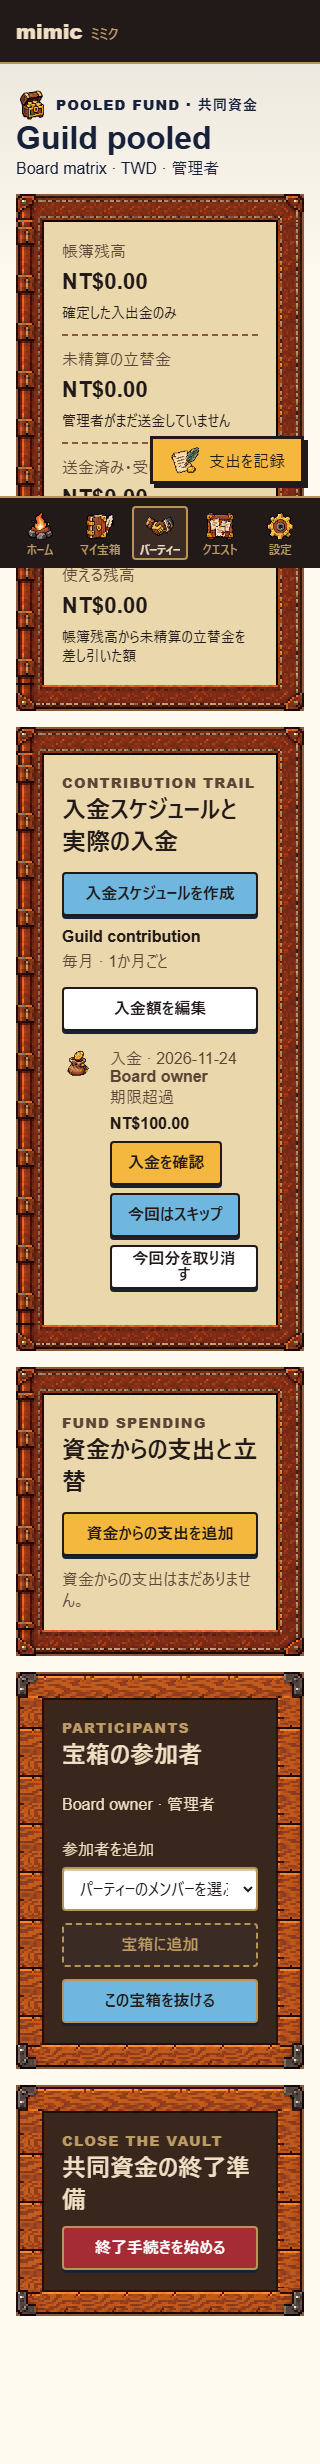 mimic ミミク
POOLED FUND · 共同資金
Guild pooled
Board matrix · TWD · 管理者
帳簿残高
NT$0.00
確定した入出金のみ
未精算の立替金
NT$0.00
管理者がまだ送金していません
送金済み・受
支出を記録
ホーム
マイ宝箱
パーティー
クエスト
設定
使える残高
NT$0.00
帳簿残高から未精算の立替金を
差し引いた額
CONTRIBUTION TRAIL
入金スケジュールと
実際の入金
入金スケジュールを作成
Guild contribution
毎月 · 1か月ごと
入金額を編集
入金 · 2026-11-24
Board owner
期限超過
NT$100.00
入金を確認
今回はスキップ
今回分を取り消
す
FUND SPENDING
資金からの支出と立
替
資金からの支出を追加
資金からの支出はまだありませ
ん。
PARTICIPANTS
宝箱の参加者
Board owner · 管理者
参加者を追加
パーティーのメンバーを選
宝箱に追加
この宝箱を抜ける
CLOSE THE VAULT
共同資金の終了準
備
終了手続きを始める